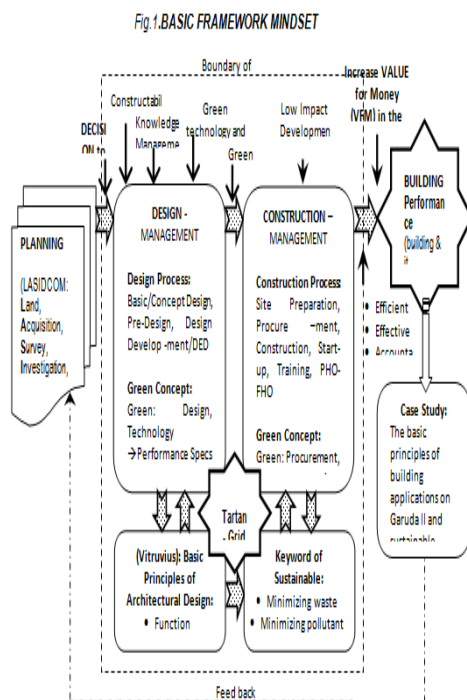 Fig.1.BASIC FRAMEWORK MINDSET
Boundary of
Constructabil
Knowledge
Manageme
Green
technology and
Green
Low Impact
Developmen
Increase VALUE
for Money
(VFM) in the
DECISI
ON to
PLANNING
(LASIDCOM:
Land,
Acquisition,
Survey,
Investigation,
DESIGN -
MANAGEMENT
Design Process:
Basic/Concept Design,
Pre-Design, Design
Develop -ment/DED
Green Concept:
Green: Design,
Technology
→Performance Specs
CONSTRUCTION –
MANAGEMENT
Construction Process:
Site Preparation,
Procure –ment,
Construction, Start-
up, Training, PHO-
FHO
Green Concept:
Green: Procurement,
BUILDING
Performa
nce
(building &
it
• Efficient
• Effective
• Accounta
Case Study:
The basic
principles of
building
applications on
Garuda II and
sustainable
Tartan
- Grid
(Vitruvius): Basic
Principles of
Architectural Design:
• Function
Keyword of
Sustainable:
• Minimizing waste
• Minimizing pollutant
Feed back